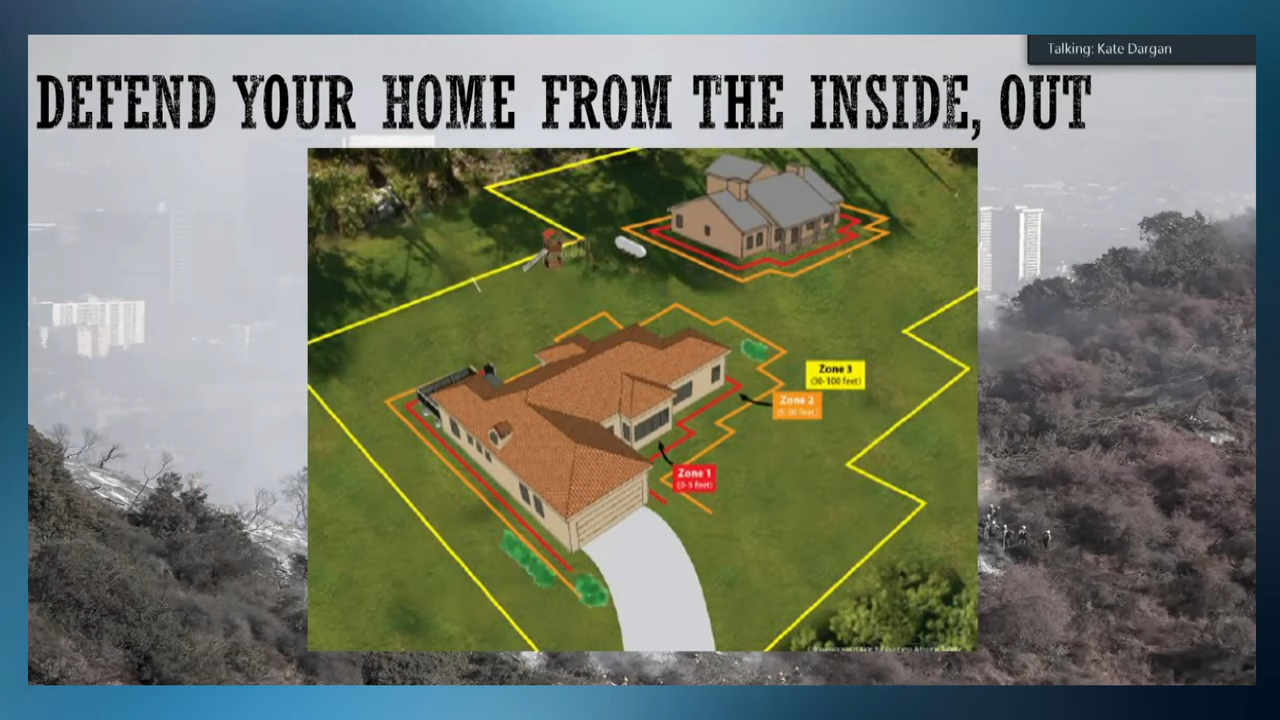 Talking: Kate Dargan
DEFEND YOUR HOME FROM THE INSIDE, OUT
Zone 3
(30-100 feet)
Zone 2
(5-30 feet)
Zone 1
(0-5 feet)